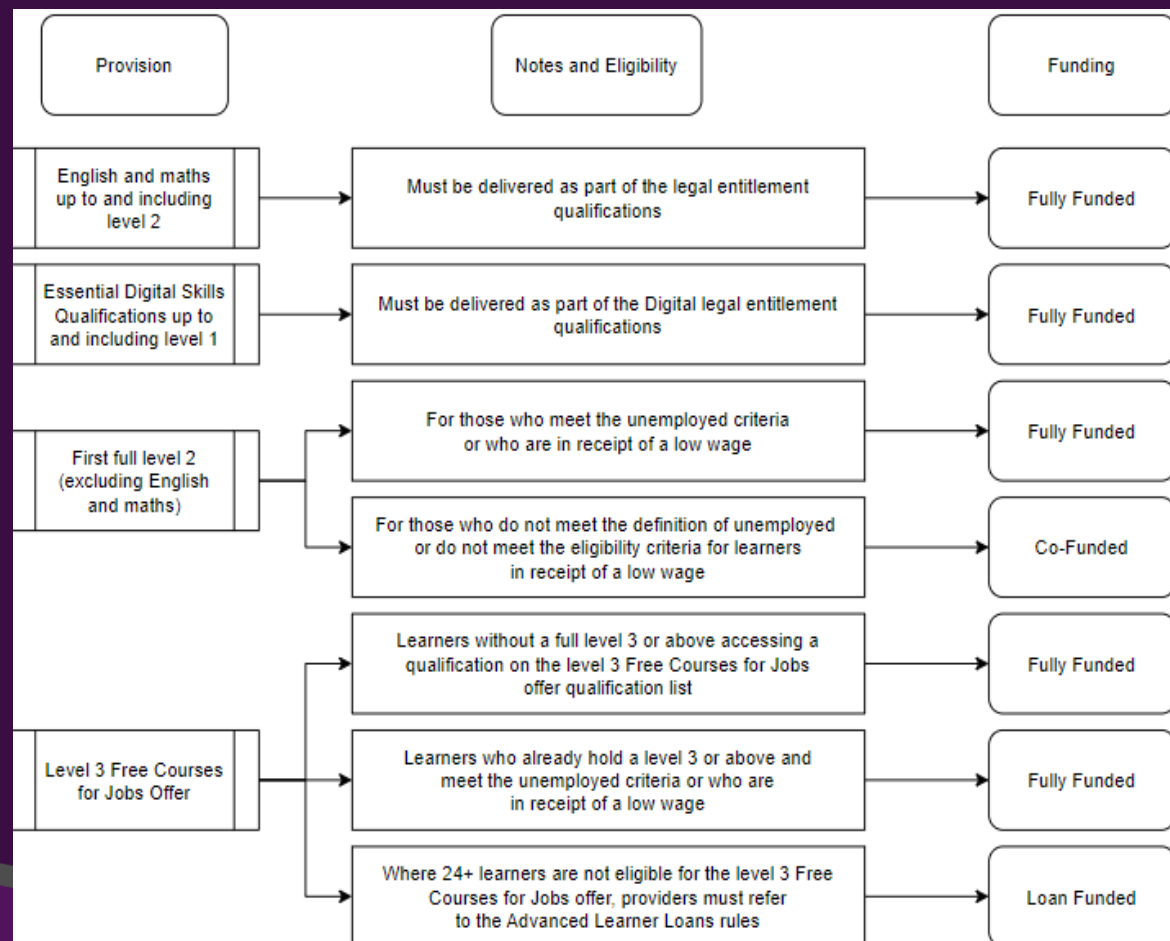 Provision
Notes and Eligibility
Funding
English and maths
up to and including
level 2
Must be delivered as part of the legal entitlement
qualifications
Fully Funded
Essential Digital Skills
Qualifications up to
and including level 1
Must be delivered as part of the Digital legal entitlement
qualifications
Fully Funded
First full level 2
(excluding English
and maths)
For those who meet the unemployed criteria
or who are in receipt of a low wage
Fully Funded
For those who do not meet the definition of unemployed
or do not meet the eligibility criteria for learners
in receipt of a low wage
Co-Funded
Level 3 Free Courses
for Jobs Offer
Learners without a full level 3 or above accessing a
qualification on the level 3 Free Courses for Jobs
offer qualification list
Fully Funded
Learners who already hold a level 3 or above and
meet the unemployed criteria or who are
in receipt of a low wage
Fully Funded
Where 24+ learners are not eligible for the level 3 Free
Courses for Jobs offer, providers must refer
to the Advanced Learner Loans rules
Loan Funded